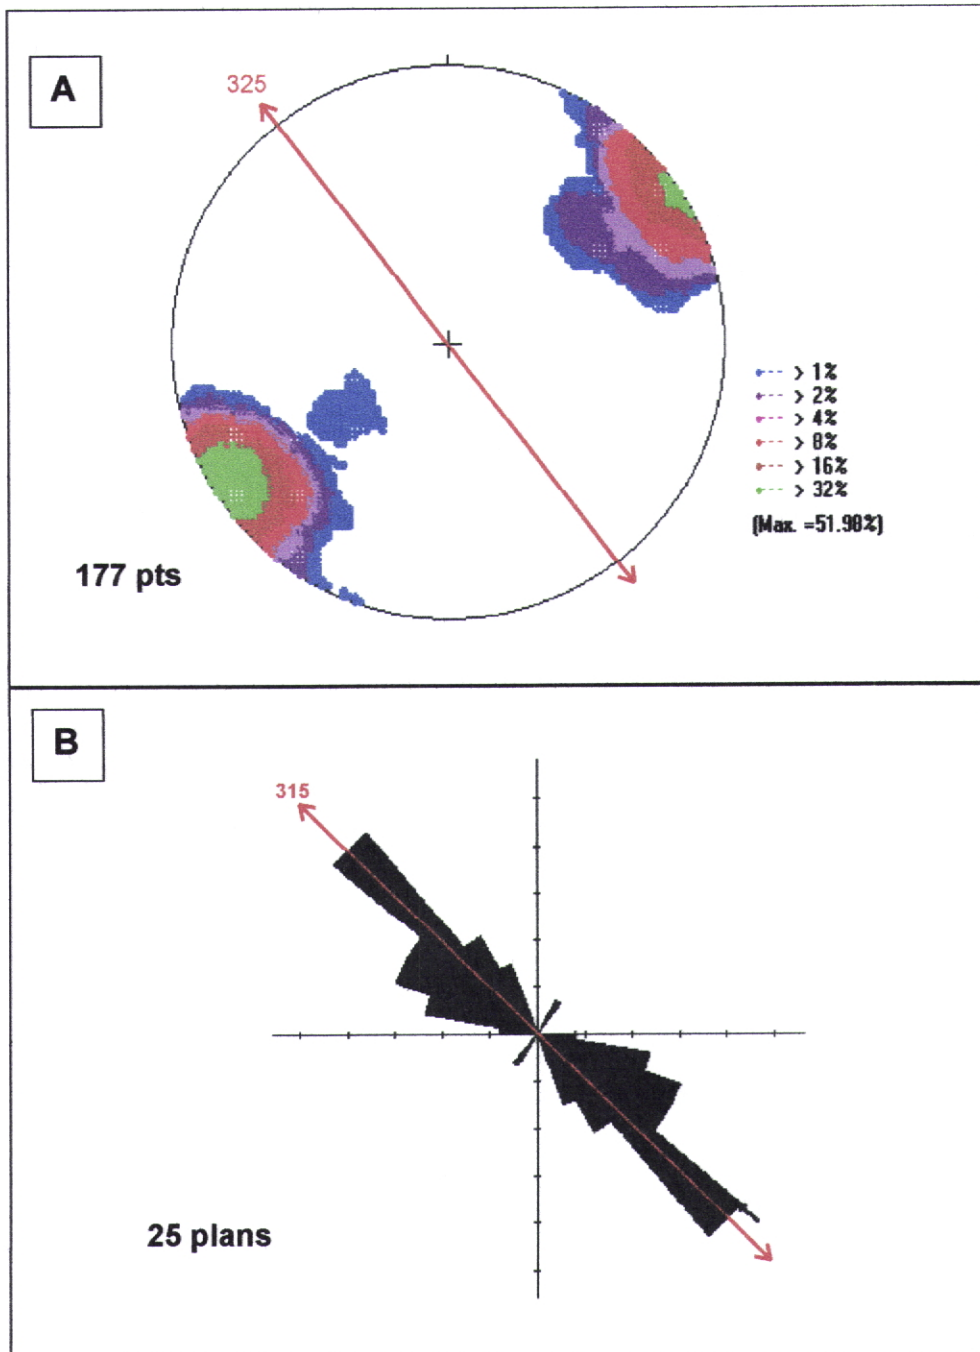 A
325
> 1%
> 2%
> 4%
> 8%
> 16%
> 32%
(Max. =51.98%)
177 pts
B
315
25 plans